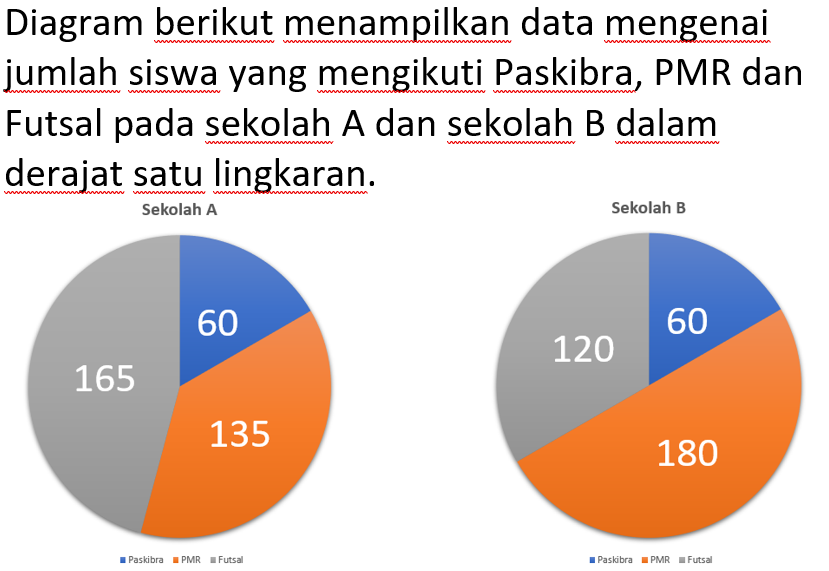 Diagram berikut menampilkan data mengenai
jumlah siswa yang mengikuti Paskibra, PMR dan
Futsal pada sekolah A dan sekolah B dalam
derajat satu lingkaran.
Sekolah A
60
165
135
Paskibra PMR Futsal
Sekolah B
60
120
180
Paskibra PMR Futsal